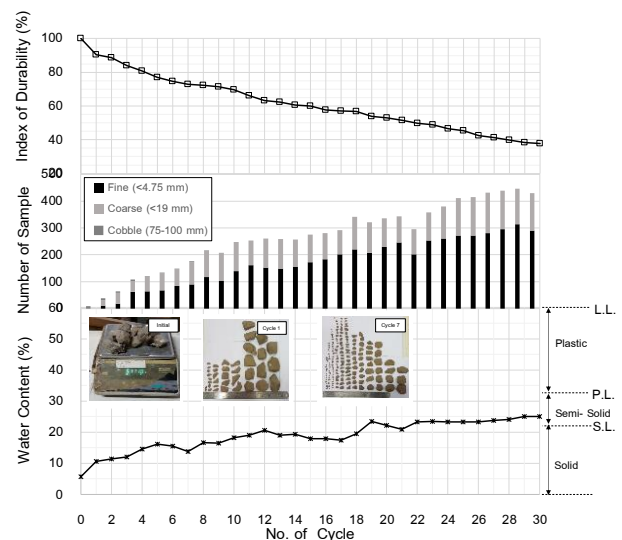 Index of Durability (%)
100
80
60
40
20
Number of Sample
500
400
300
200
100
0
Fine (<4.75 mm)
Coarse (<19 mm)
Cobble (75-100 mm)
Water Content (%)
60
50
40
30
20
10
0
Initial
Cycle 1
Cycle 7
L.L.
Plastic
P.L.
Semi- Solid
S.L.
Solid
0 2 4 6 8 10 12 14 16 18 20 22 24 26 28 30
No. of Cycle